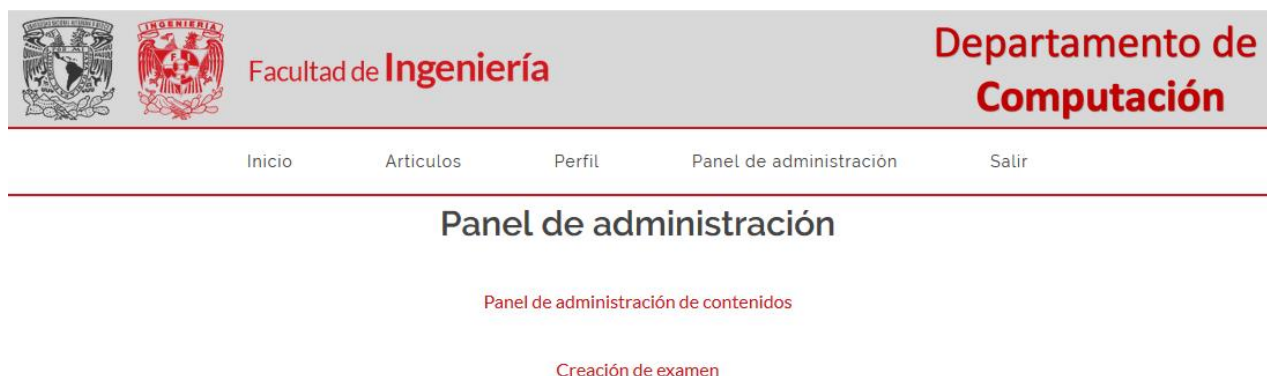 INGENIERIA
Facultad de Ingeniería
Departamento de
Computación
Inicio Articulos Perfil Panel de administración Salir
Panel de administración
Panel de administración de contenidos
Creación de examen